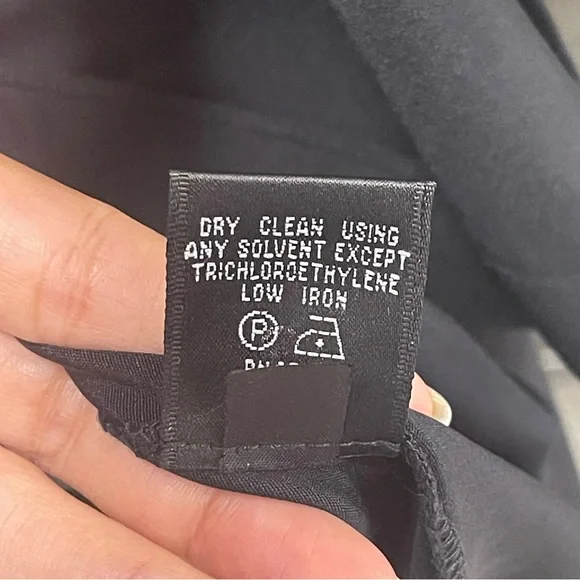 DRY CLEAN USING
ANY SOLVENT EXCEPT
TRICHLOROETHYLENE
LOW IRON
P